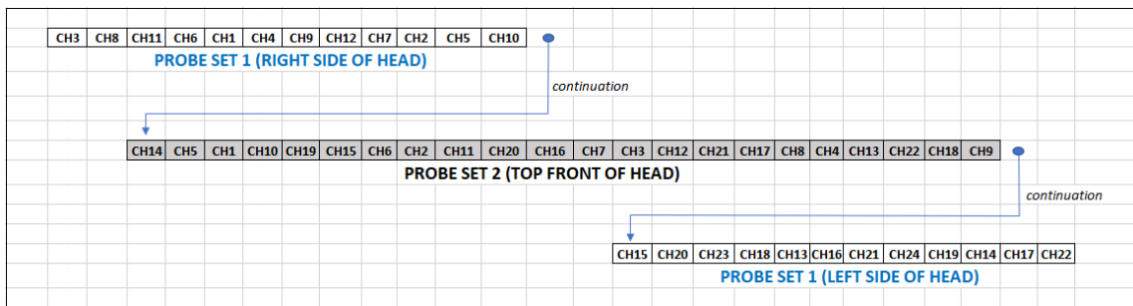 CH3 CH8 CH11 CH6 CH1 CH4 CH9 CH12 CH7 CH2 CH5 CH10
PROBE SET 1 (RIGHT SIDE OF HEAD)
continuation
CH14 CH5 CH1 CH10 CH19 CH15 CH6 CH2 CH11 CH20 CH16 CH7 CH3 CH12 CH21 CH17 CH8 CH4 CH13 CH22 CH18 CH9
PROBE SET 2 (TOP FRONT OF HEAD)
continuation
CH15 CH20 CH23 CH18 CH13 CH16 CH21 CH24 CH19 CH14 CH17 CH22
PROBE SET 1 (LEFT SIDE OF HEAD)